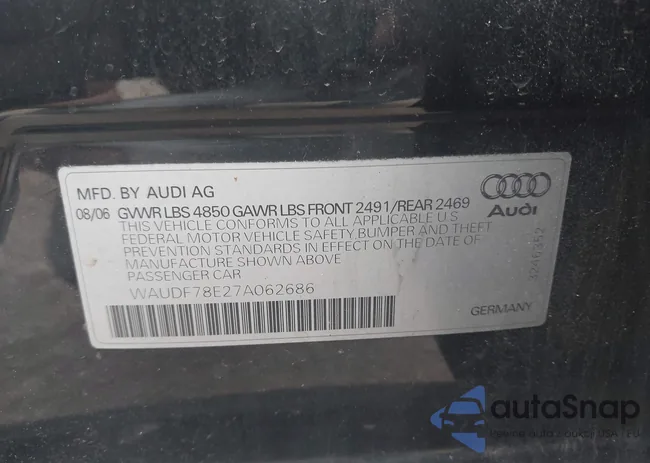 MFD. BY AUDI AG
08/06 GVWR LBS 4850 GAWR LBS FRONT 2491/REAR 2469
THIS VEHICLE CONFORMS TO ALL APPLICABLE U.S
FEDERAL MOTOR VEHICLE SAFETY BUMPER AND THEFT
PREVENTION STANDARDS IN EFFECT ON THE DATE OF
MANUFACTURE SHOWN ABOVE
PASSENGER CAR
WAUDF78E27A062686
Audi
GERMANY
autoSnap